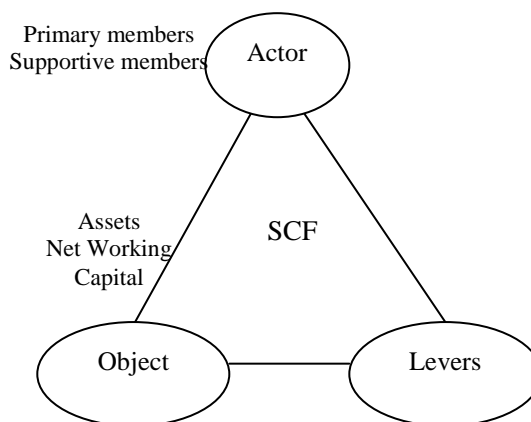 Primary members
Supportive members
Actor
Assets
Net Working
Capital
SCF
Object
Levers